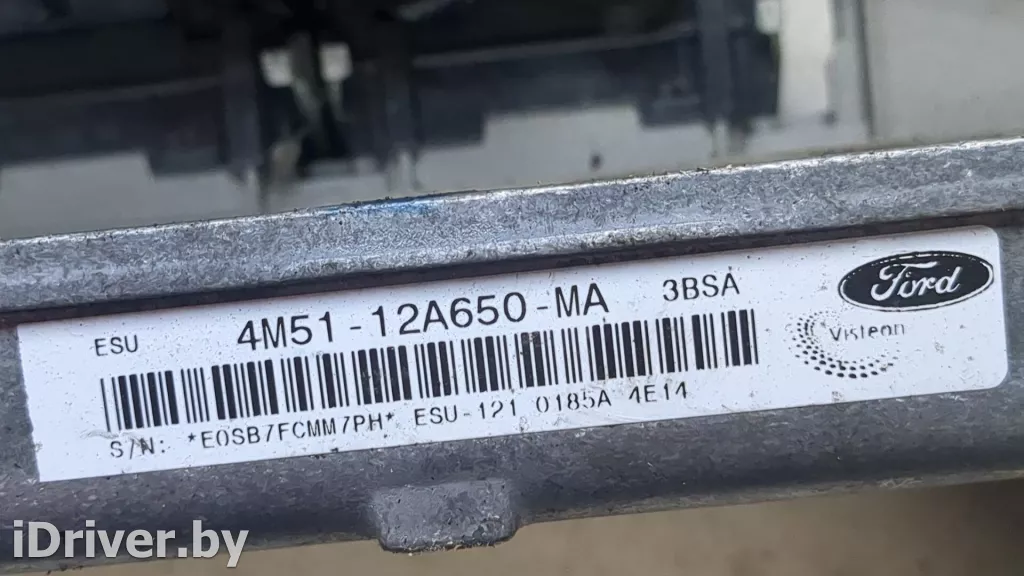 ESU 4M51-12A650-MA 3BSA
Ford
Visteon
S/N: *E0SB7FCMM7PH* ESU-121 0185A 4E14
iDriver.by